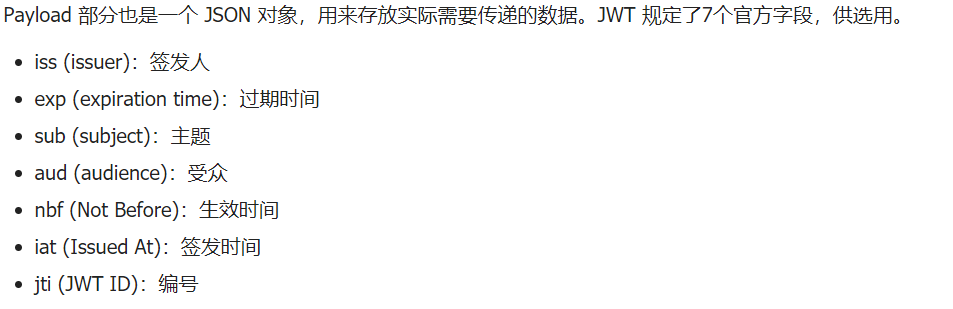 Payload 部分也是一个 JSON 对象，用来存放实际需要传递的数据。JWT 规定了7个官方字段，供选用。
• iss (issuer)：签发人
• exp (expiration time)：过期时间
• sub (subject)：主题
• aud (audience)：受众
• nbf (Not Before)：生效时间
• iat (Issued At)：签发时间
• jti (JWT ID)：编号